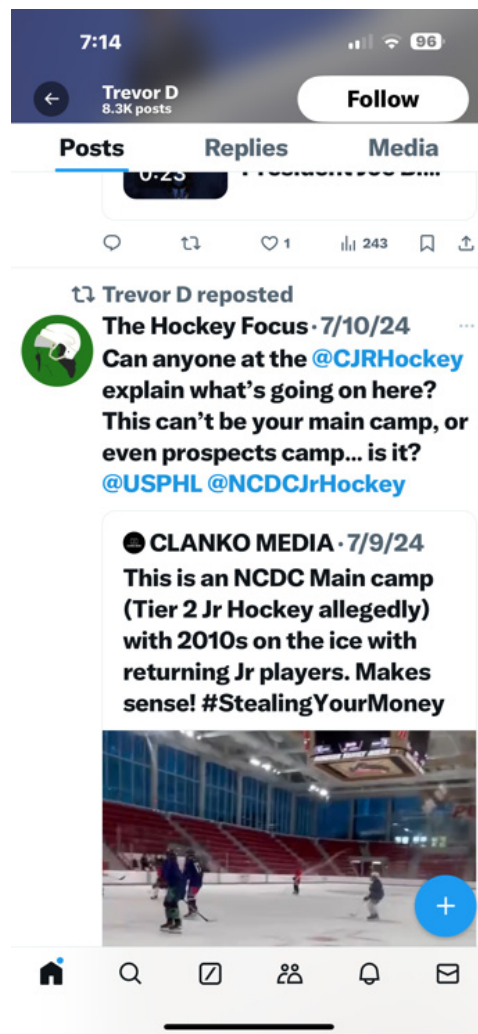 7:14
96
Trevor D
8.3K posts
Follow
Posts
Replies
Media
0:23
President Joe B...
1
243
Trevor D reposted
The Hockey Focus · 7/10/24
Can anyone at the @CJRHockey
explain what’s going on here?
This can’t be your main camp, or
even prospects camp... is it?
@USPHL @NCDCJrHockey
CLANKO MEDIA · 7/9/24
This is an NCDC Main camp
(Tier 2 Jr Hockey allegedly)
with 2010s on the ice with
returning Jr players. Makes
sense! #StealingYourMoney